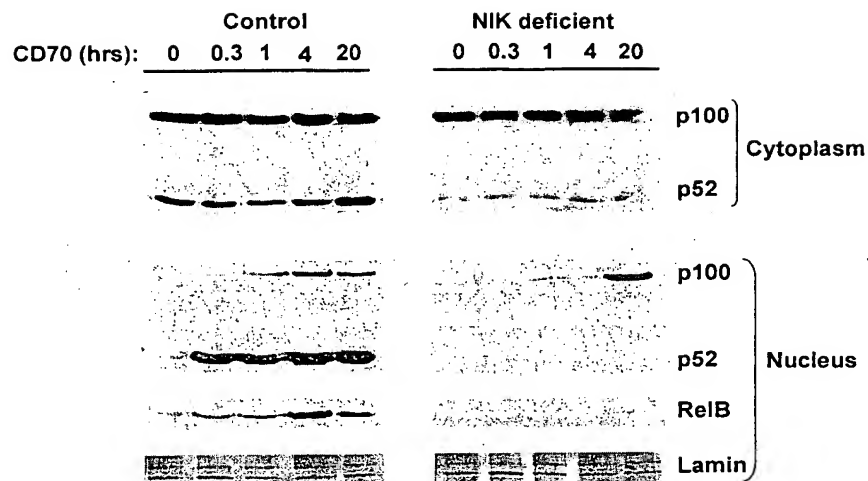 Control NIK deficient
CD70 (hrs): 0 0.3 1 4 20 0 0.3 1 4 20
p100
Cytoplasm
p52
p100
p52 Nucleus
RelB
Lamin